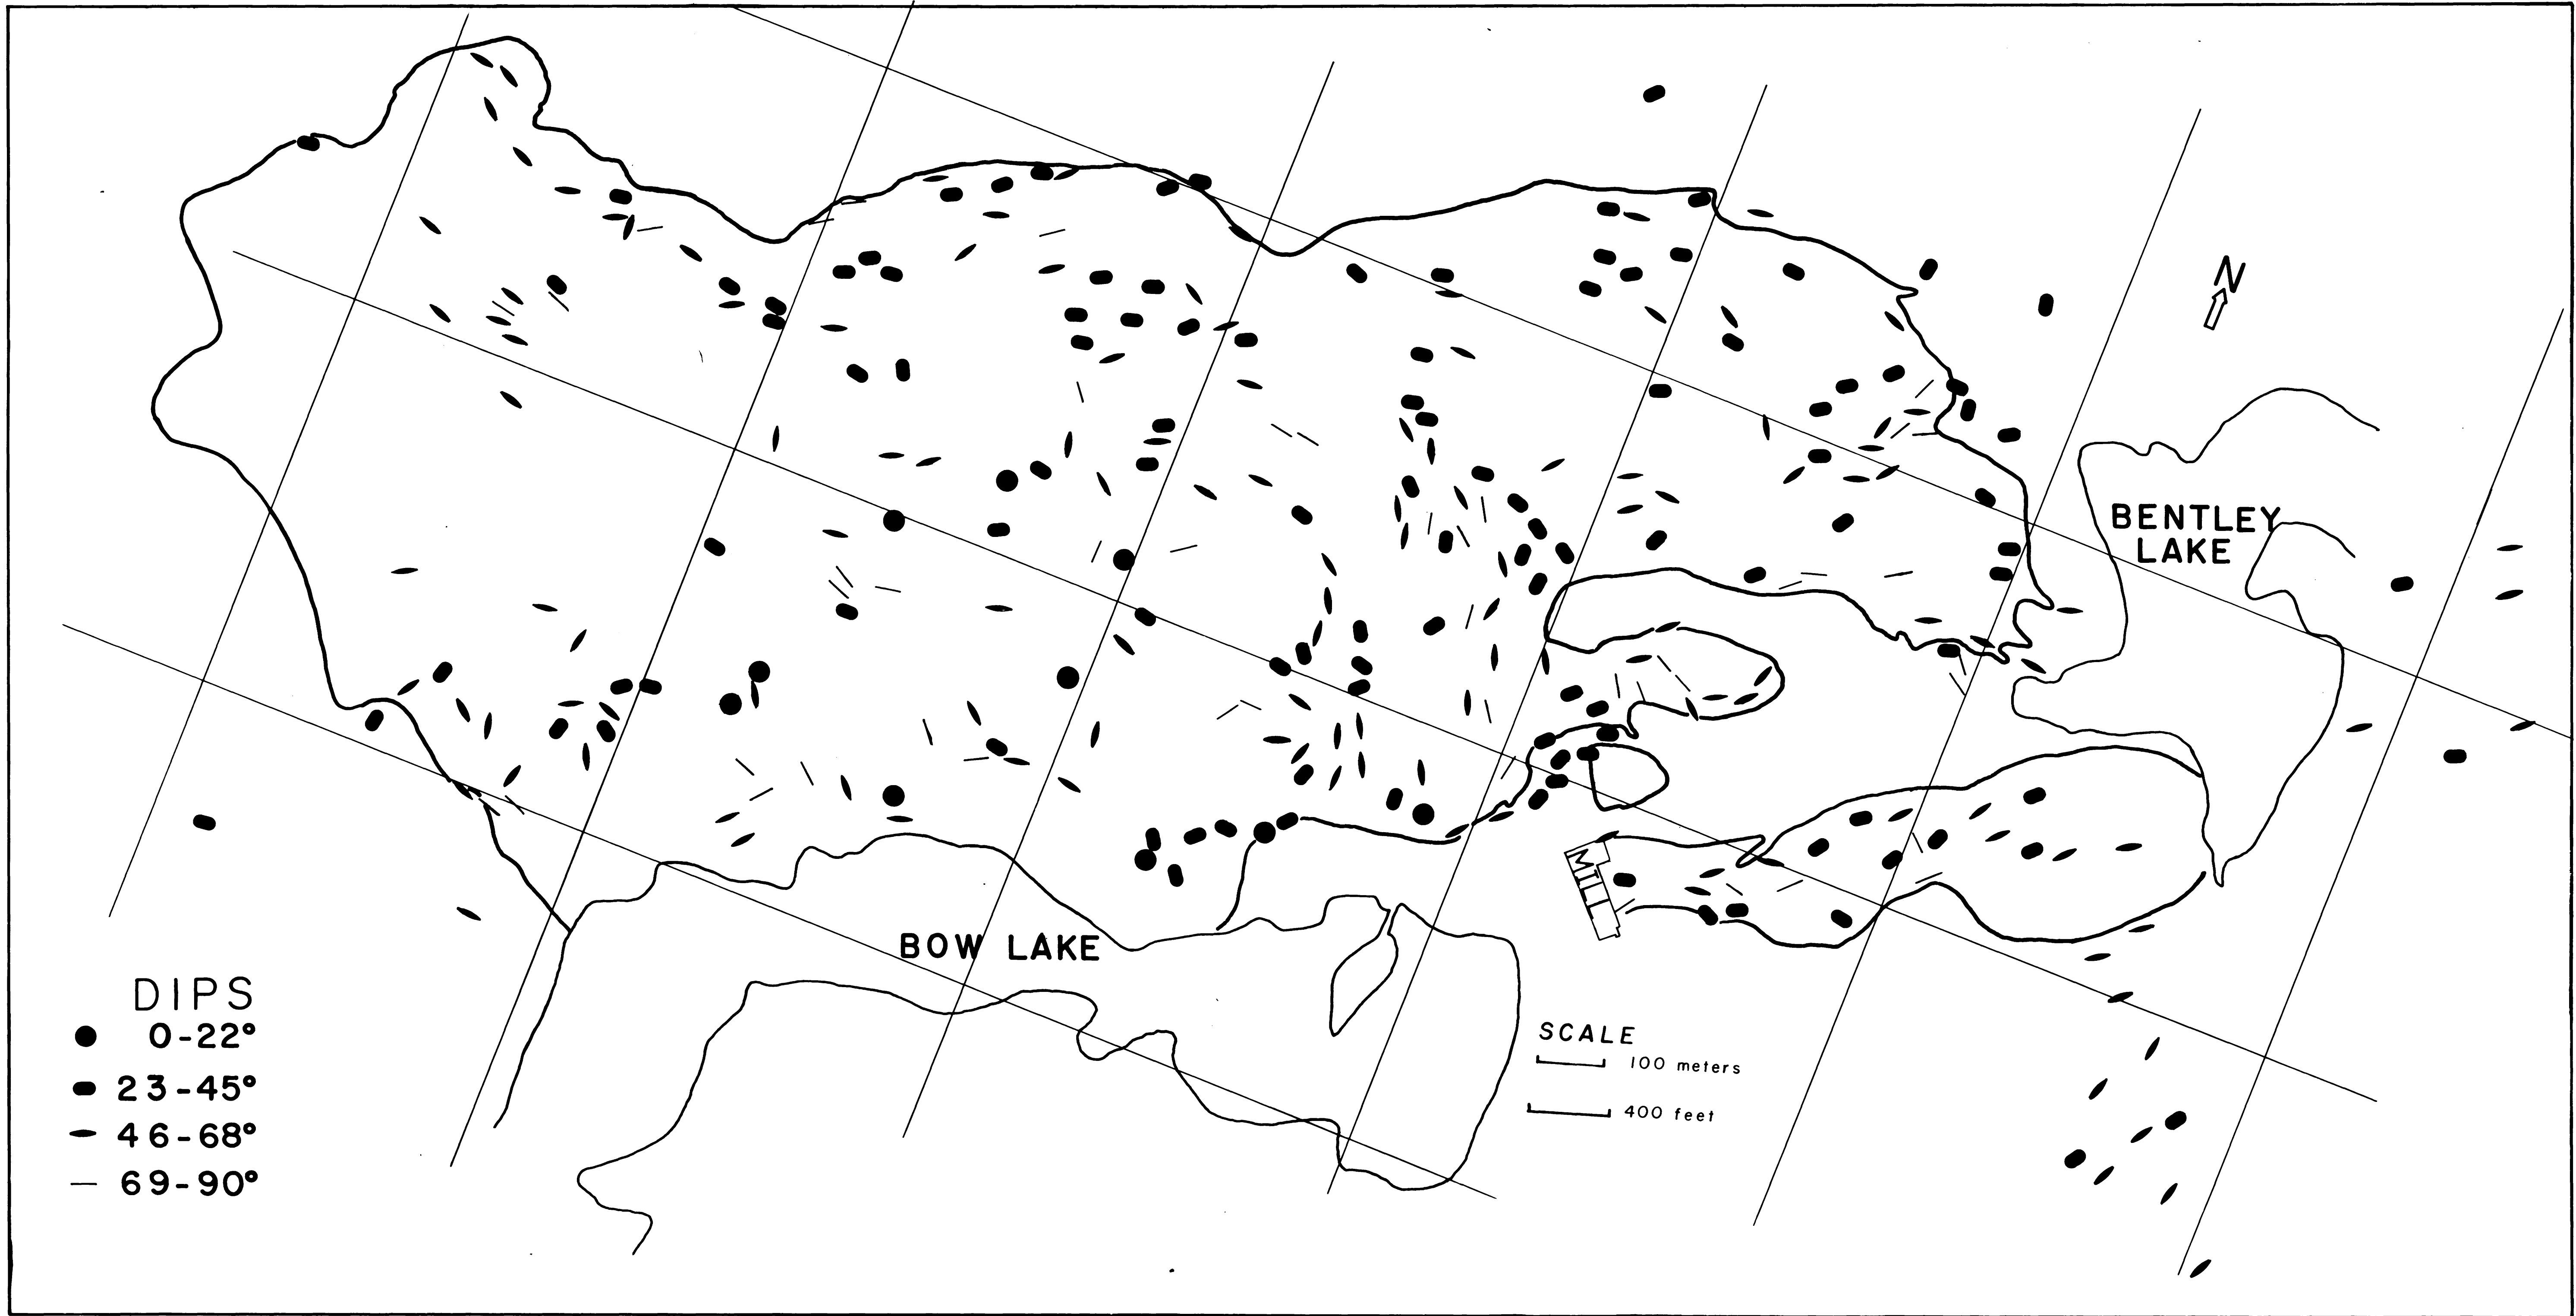 N
BENTLEY
LAKE
MILL
BOW LAKE
DIPS
0-22°
23-45°
46-68°
69-90°
SCALE
100 meters
400 feet